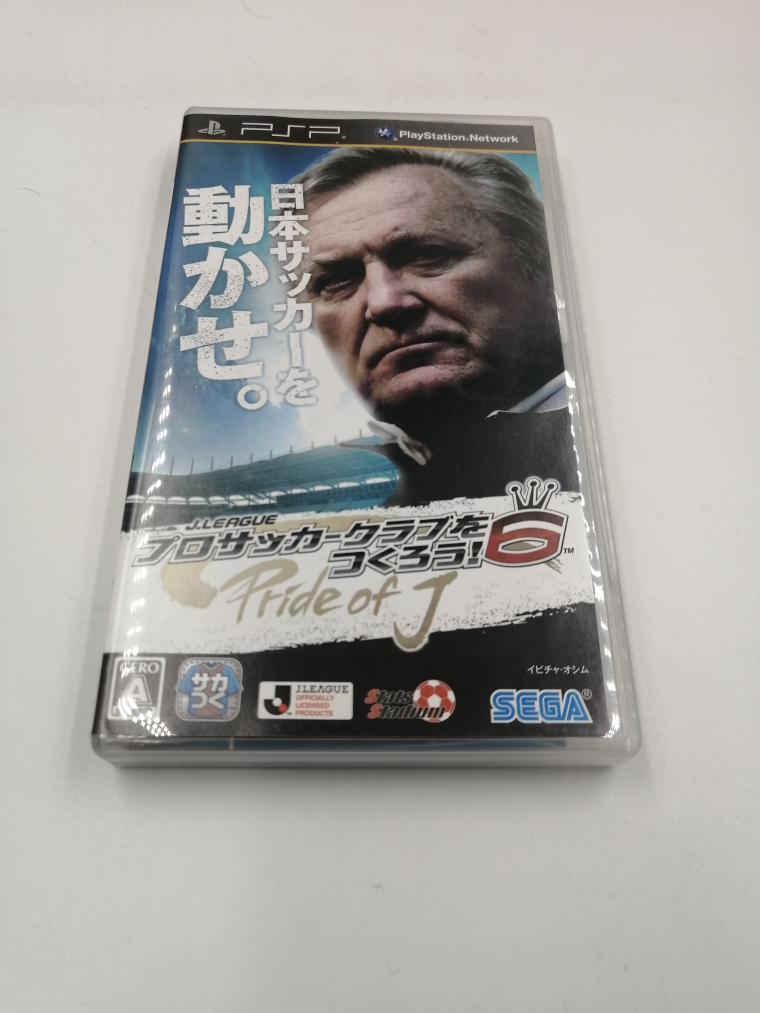 PSP
PlayStation®Network
日本サッカーを
動かせ。
J.LEAGUE
プロサッカークラブを
つくろう!
6 TM
Pride of J
CERO
A
サカ
つく
J.LEAGUE
OFFICIALLY
LICENSED
PRODUCTS
Stats
Stadium
イビチャ・オシム
SEGA®